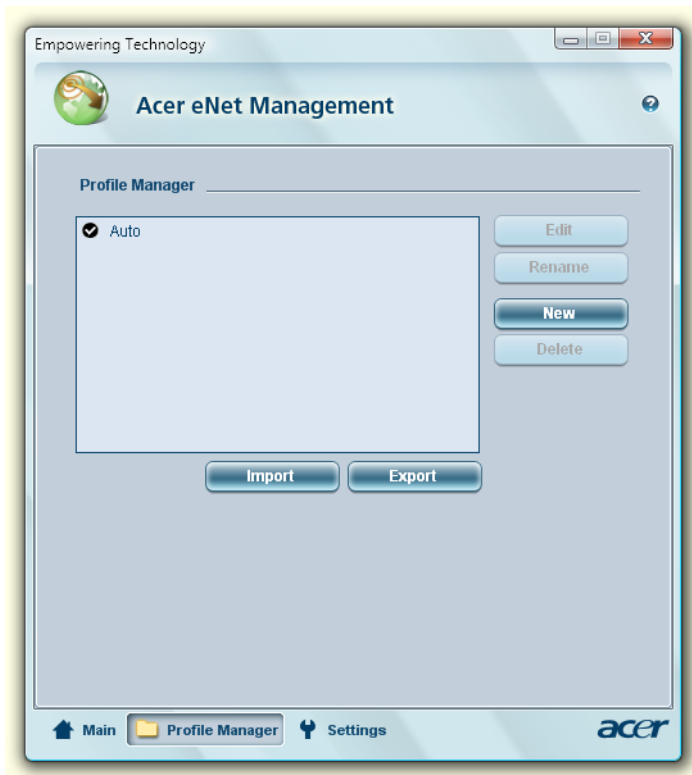 Empowering Technology
Acer eNet Management
Profile Manager
Auto
Edit
Rename
New
Delete
Import Export
Main Profile Manager Settings acer